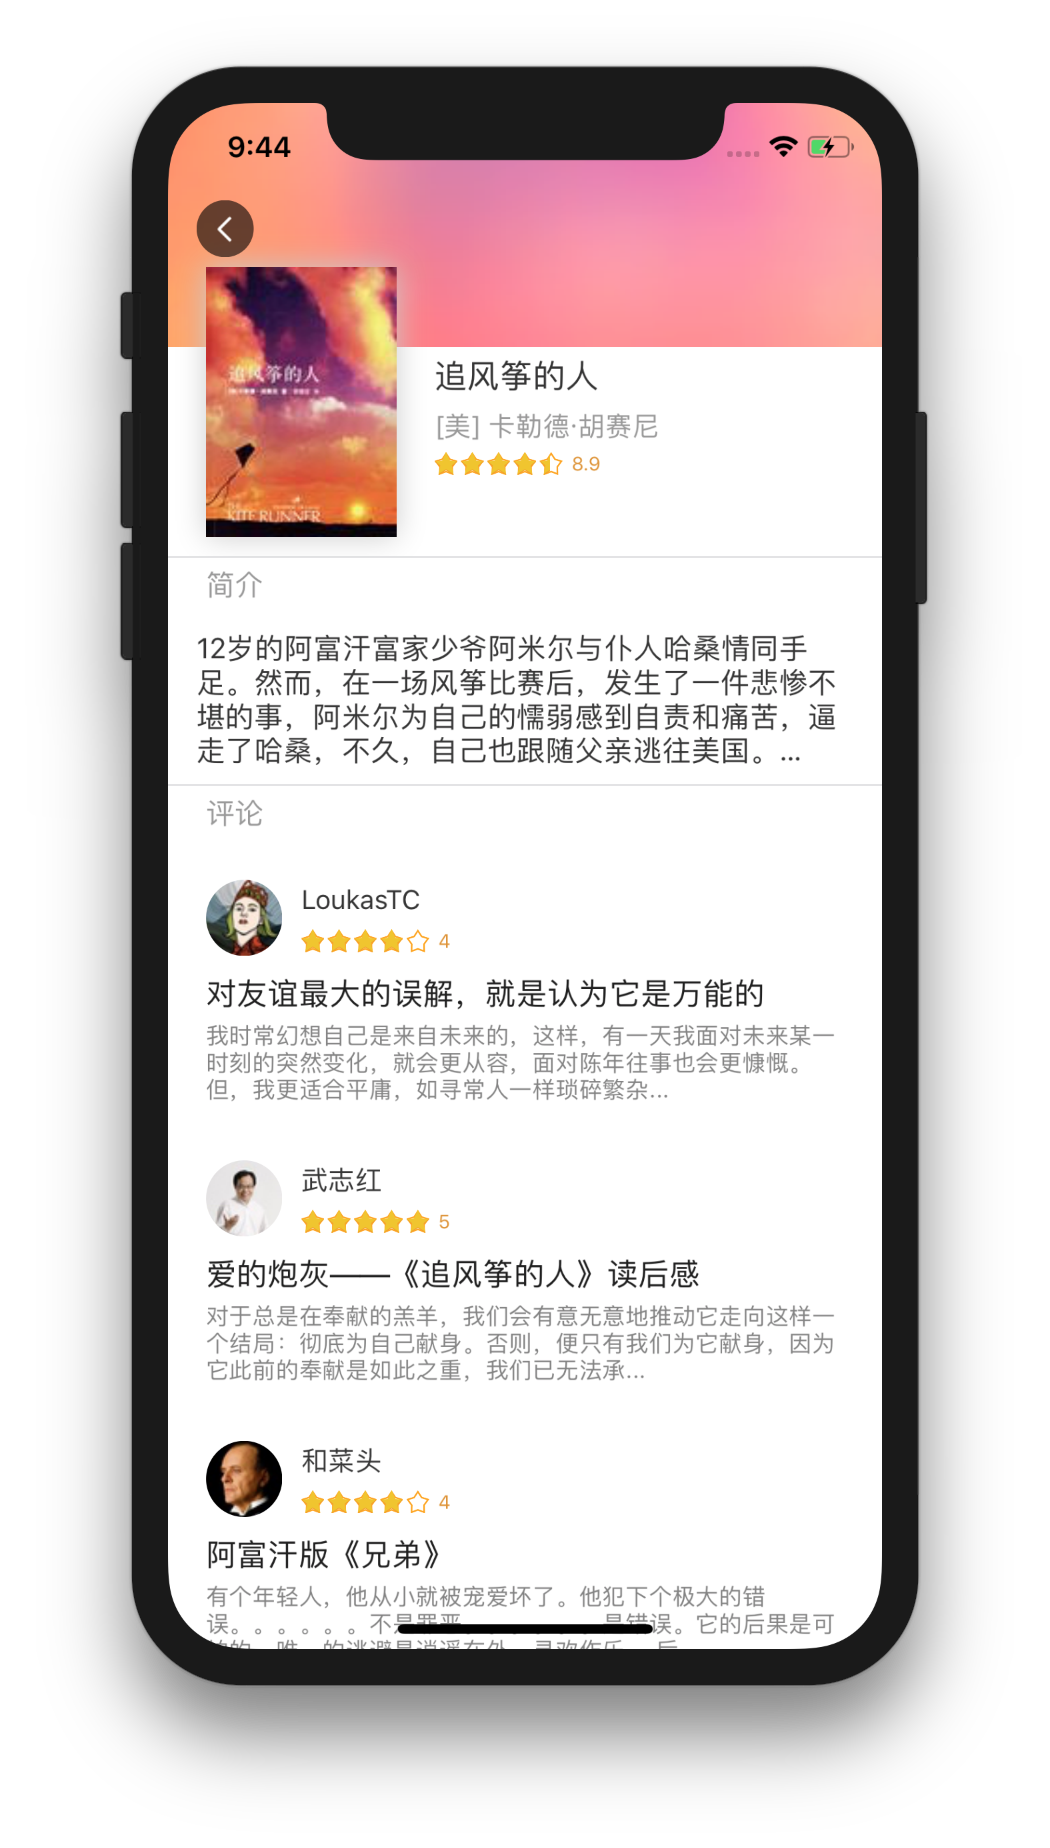 9:44
追风筝的人
KITE RUNNER
追风筝的人
[美] 卡勒德·胡赛尼
8.9
简介
12岁的阿富汗富家少爷阿米尔与仆人哈桑情同手
足。然而，在一场风筝比赛后，发生了一件悲惨不
堪的事，阿米尔为自己的懦弱感到自责和痛苦，逼
走了哈桑，不久，自己也跟随父亲逃往美国。...
评论
LoukasTC
4
对友谊最大的误解，就是认为它是万能的
我时常幻想自己是来自未来的，这样，有一天我面对未来某一
时刻的突然变化，就会更从容，面对陈年往事也会更慷慨。
但，我更适合平庸，如寻常人一样琐碎繁杂...
武志红
5
爱的炮灰——《追风筝的人》读后感
对于总是在奉献的羔羊，我们会有意无意地推动它走向这样一
个结局：彻底为自己献身。否则，便只有我们为它献身，因为
它此前的奉献是如此之重，我们已无法承...
和菜头
4
阿富汗版《兄弟》
有个年轻人，他从小就被宠爱坏了。他犯下个极大的错
误。。。。。。不是罪恶 是错误。它的后果是可